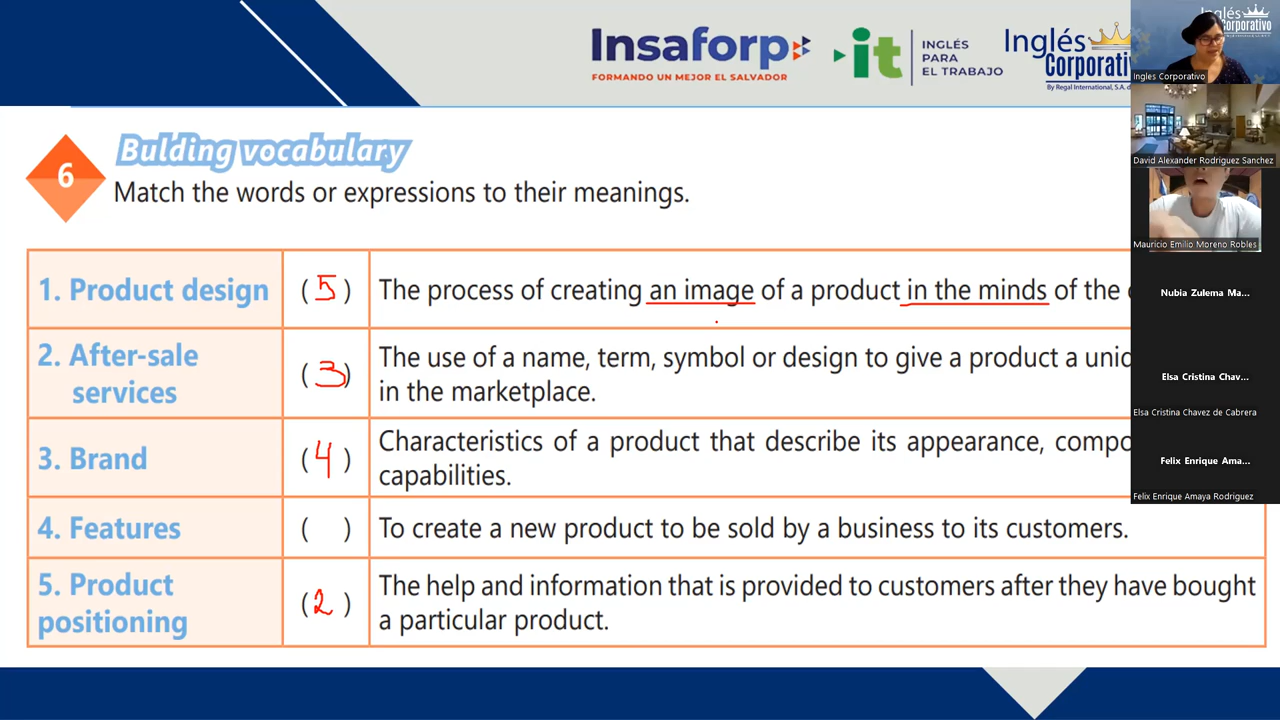 Insaforp
FORMANDO UN MEJOR EL SALVADOR
it
INGLÉS
PARA
EL TRABAJO
Inglés
Corporativ
By Regal International, S.A. d
Inglés
Corporativo
Ingles Corporativo
David Alexander Rodriguez Sanchez
Mauricio Emilio Moreno Robles
Nubia Zulema Ma...
Elsa Cristina Chav...
Elsa Cristina Chavez de Cabrera
Felix Enrique Ama...
Felix Enrique Amaya Rodriguez
6
Bulding vocabulary
Match the words or expressions to their meanings.
1. Product design
(5)
The process of creating an image of a product in the minds of the
2. After-sale
services
(3)
The use of a name, term, symbol or design to give a product a uni
in the marketplace.
3. Brand
(4)
Characteristics of a product that describe its appearance, compo
capabilities.
4. Features
( )
To create a new product to be sold by a business to its customers.
5. Product
positioning
(2)
The help and information that is provided to customers after they have bought
a particular product.